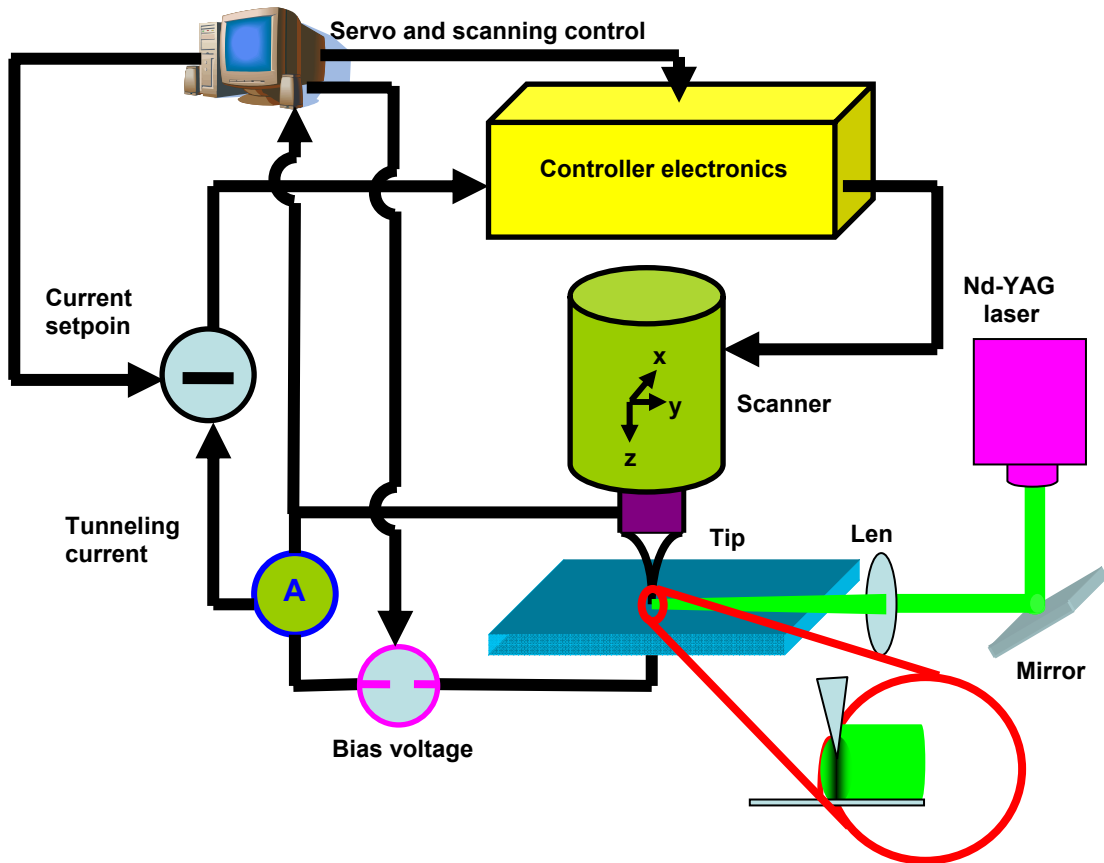 Servo and scanning control
Controller electronics
Nd-YAG
laser
Current
setpoin
x
y
z
Scanner
Tunneling
current
Tip
Len
A
Mirror
Bias voltage